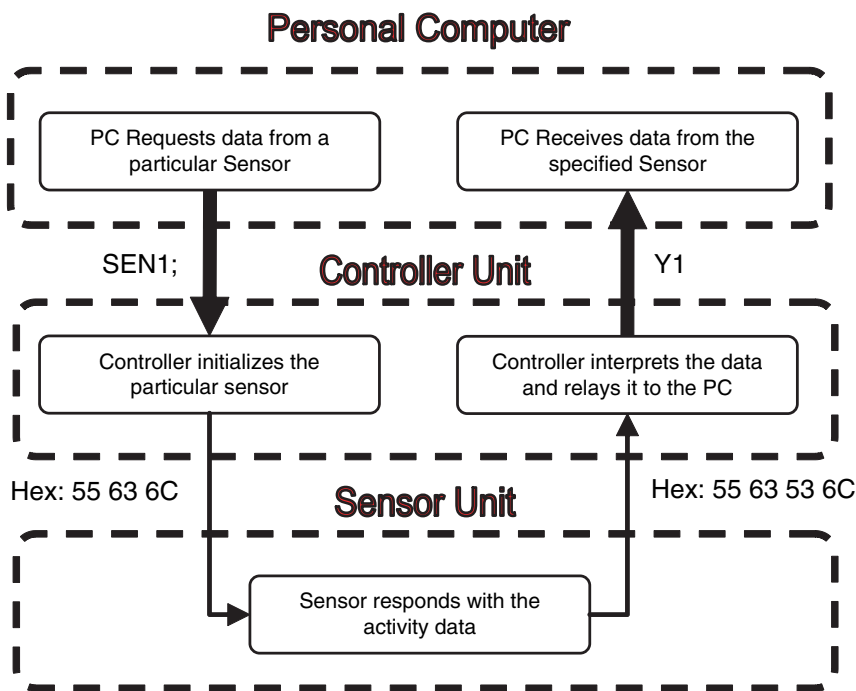 Personal Computer
PC Requests data from a
particular Sensor
PC Receives data from the
specified Sensor
SEN1;
Controller Unit
Y1
Controller initializes the
particular sensor
Controller interprets the data
and relays it to the PC
Hex: 55 63 6C
Sensor Unit
Hex: 55 63 53 6C
Sensor responds with the
activity data